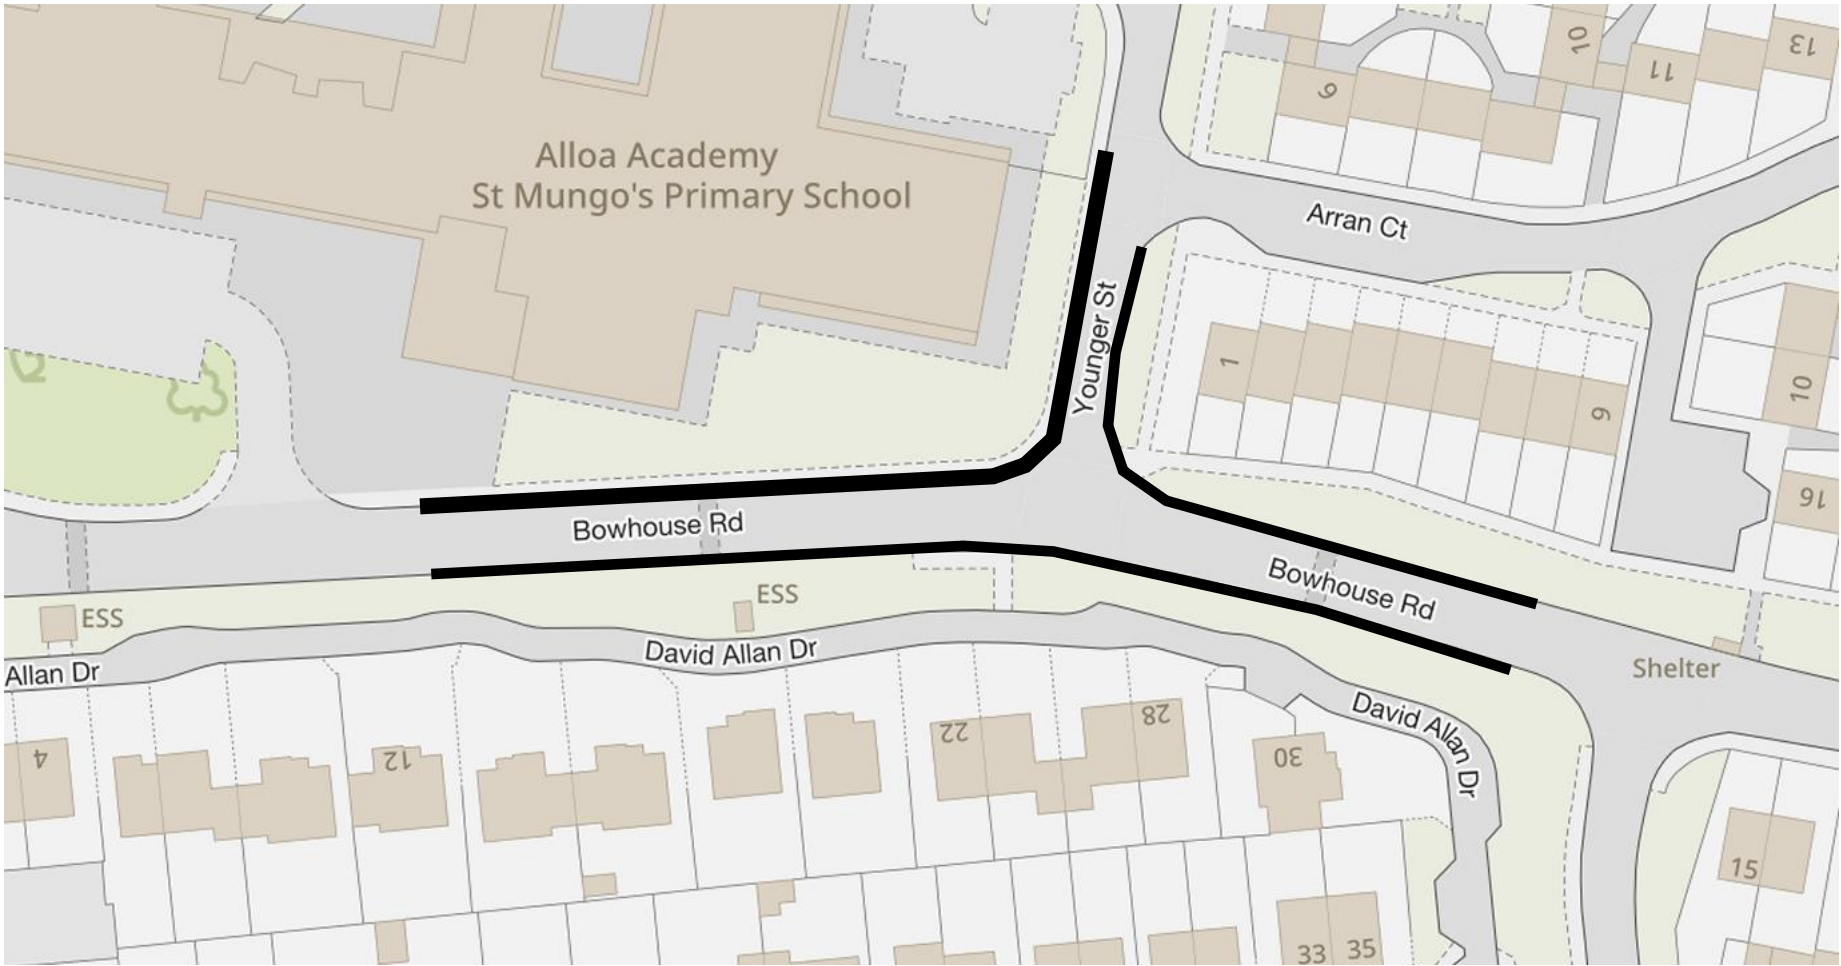 10
13
11
9
Alloa Academy
St Mungo's Primary School
Arran Ct
Younger St
1
9
10
16
Bowhouse Rd
Bowhouse Rd
ESS
ESS
David Allan Dr
Allan Dr
Shelter
David Allan Dr
4
12
22
28
30
15
33
35